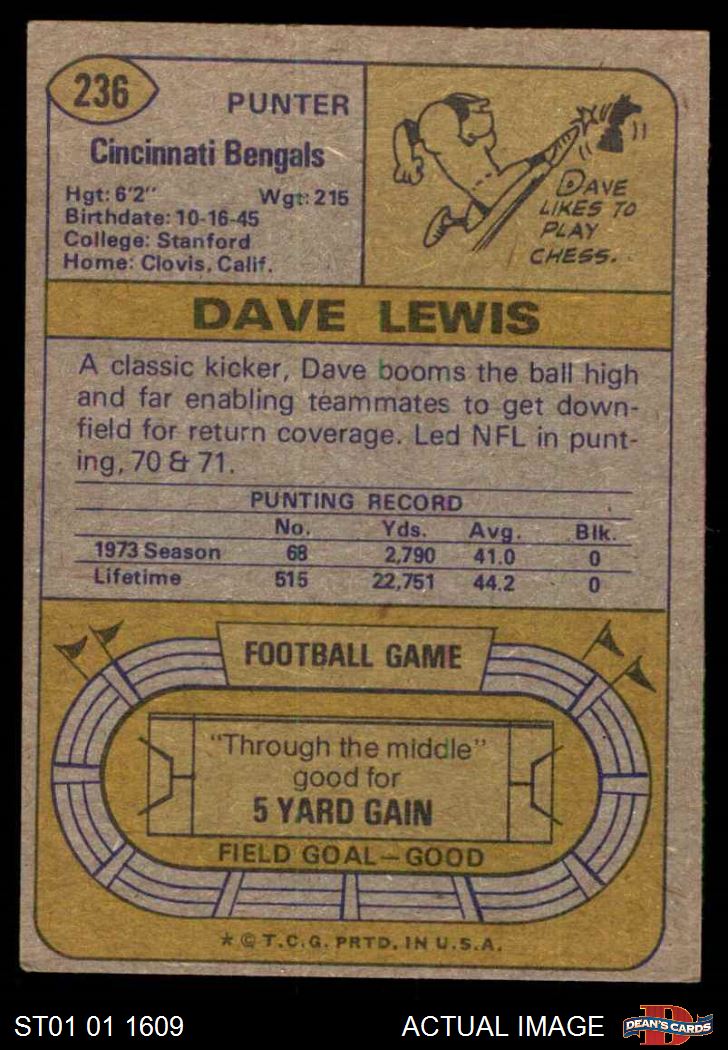 236
PUNTER
Cincinnati Bengals
Hgt: 6'2" Wgt: 215
Birthdate: 10-16-45
College: Stanford
Home: Clovis, Calif.
DAVE
LIKES TO
PLAY
CHESS.
DAVE LEWIS
A classic kicker, Dave booms the ball high
and far enabling teammates to get down-
field for return coverage. Led NFL in punt-
ing, 70 & 71.
PUNTING RECORD
No. Yds. Avg. Blk.
1973 Season 68 2,790 41.0 0
Lifetime 515 22,751 44.2 0
FOOTBALL GAME
"Through the middle"
good for
5 YARD GAIN
FIELD GOAL—GOOD
* © T.C.G. PRTD. IN U.S.A.
ST01 01 1609 ACTUAL IMAGE
D
DEAN'S CARDS